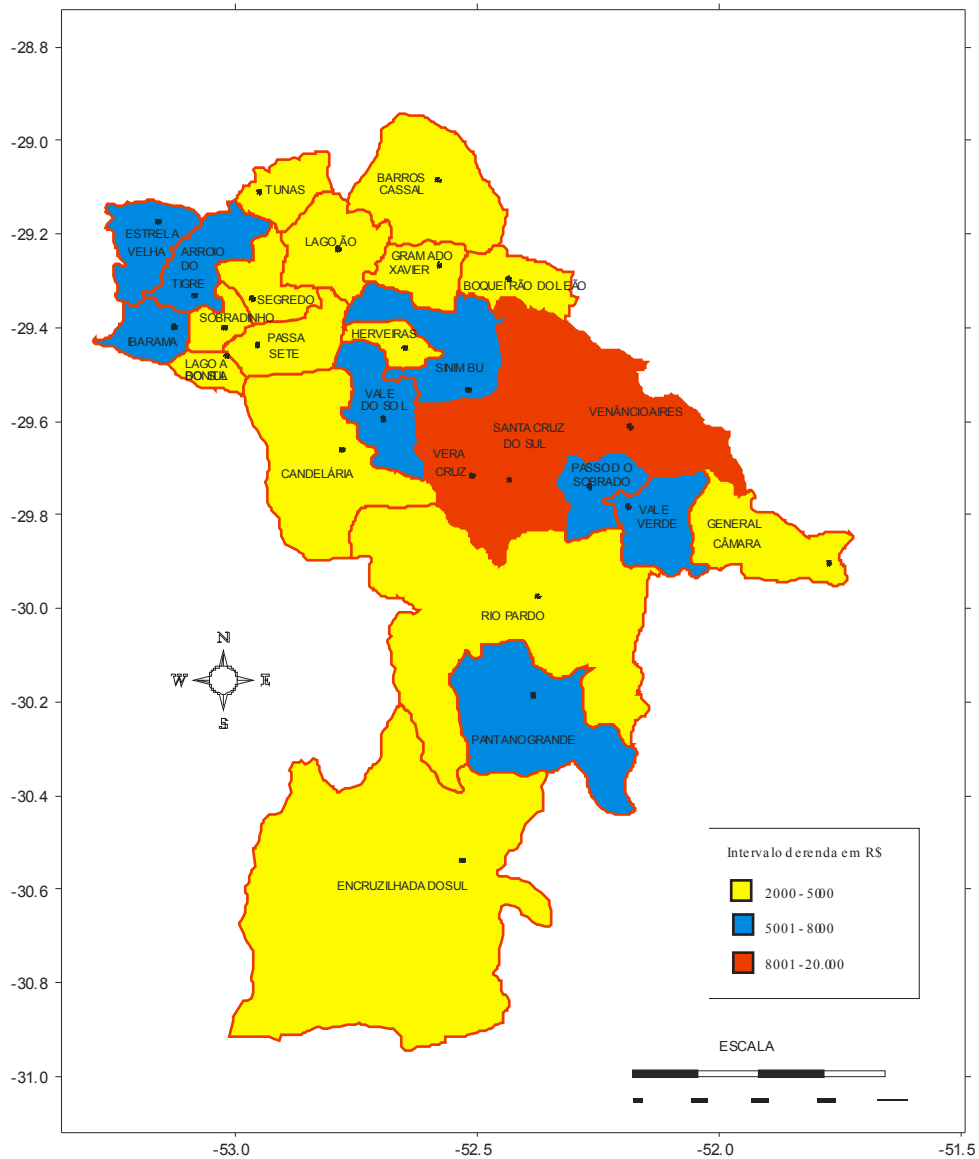 -28.8
-29.0
-29.2
-29.4
-29.6
-29.8
-30.0
-30.2
-30.4
-30.6
-30.8
-31.0
-53.0
-52.5
-52.0
-51.5
TUNAS
BARROS
CASSAL
ESTRELA
VELHA
ARROIO
DO
TIGRE
LAGOÃO
GRAMADO
XAVIER
BOQUEIRÃO DO LEÃO
SEGREDO
SOBRADINHO
IBARAMA
PASSA
SETE
HERVEIRAS
SINIMBU
LAGOA
VALE
DO SOL
VENÂNCIO AIRES
SANTA CRUZ
DO SUL
VERA
CRUZ
CANDELÁRIA
PASSO DO
SOBRADO
VALE
VERDE
GENERAL
CÂMARA
RIO PARDO
N
W
E
S
PANTANO GRANDE
ENCRUZILHADA DO SUL
Intervalo de renda em R$
2000 - 5000
5001 - 8000
8001 - 20.000
ESCALA